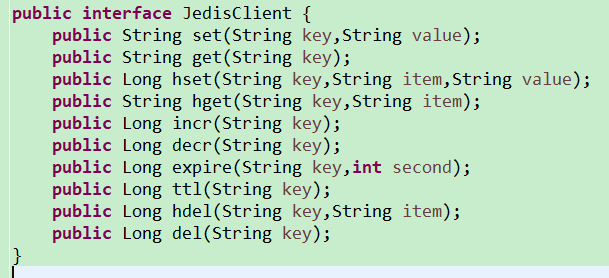 public interface JedisClient {
    public String set(String key,String value);
    public String get(String key);
    public Long hset(String key,String item,String value);
    public String hget(String key,String item);
    public Long incr(String key);
    public Long decr(String key);
    public Long expire(String key,int second);
    public Long ttl(String key);
    public Long hdel(String key,String item);
    public Long del(String key);
}